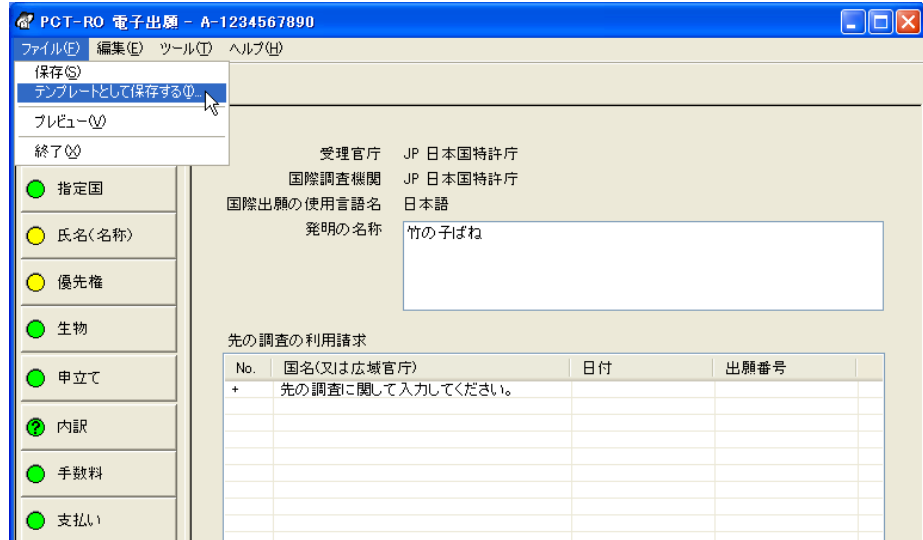 PCT-RO 電子出願 - A-1234567890
ファイル(F) 編集(E) ツール(T) ヘルプ(H)
保存(S)
テンプレートとして保存する(T)...
プレビュー(V)
終了(X)
受理官庁 JP 日本国特許庁
国際調査機関 JP 日本国特許庁
国際出願の使用言語名 日本語
発明の名称 竹の子ばね
指定国
氏名(名称)
優先権
生物
申立て
内訳
手数料
支払い
先の調査の利用請求
No. 国名(又は広域官庁) 日付 出願番号
+ 先の調査に関して入力してください。